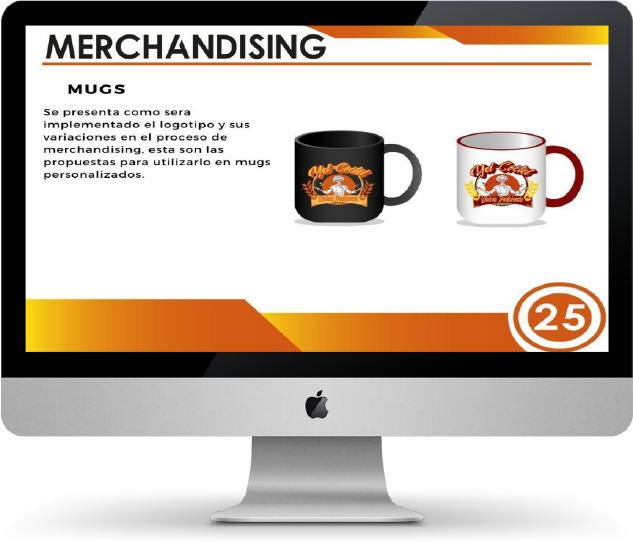 MERCHANDISING
MUGS
Se presenta como sera
implementado el logotipo y sus
variaciones en el proceso de
merchandising, esta son las
propuestas para utilizarlo en mugs
personalizados.
25